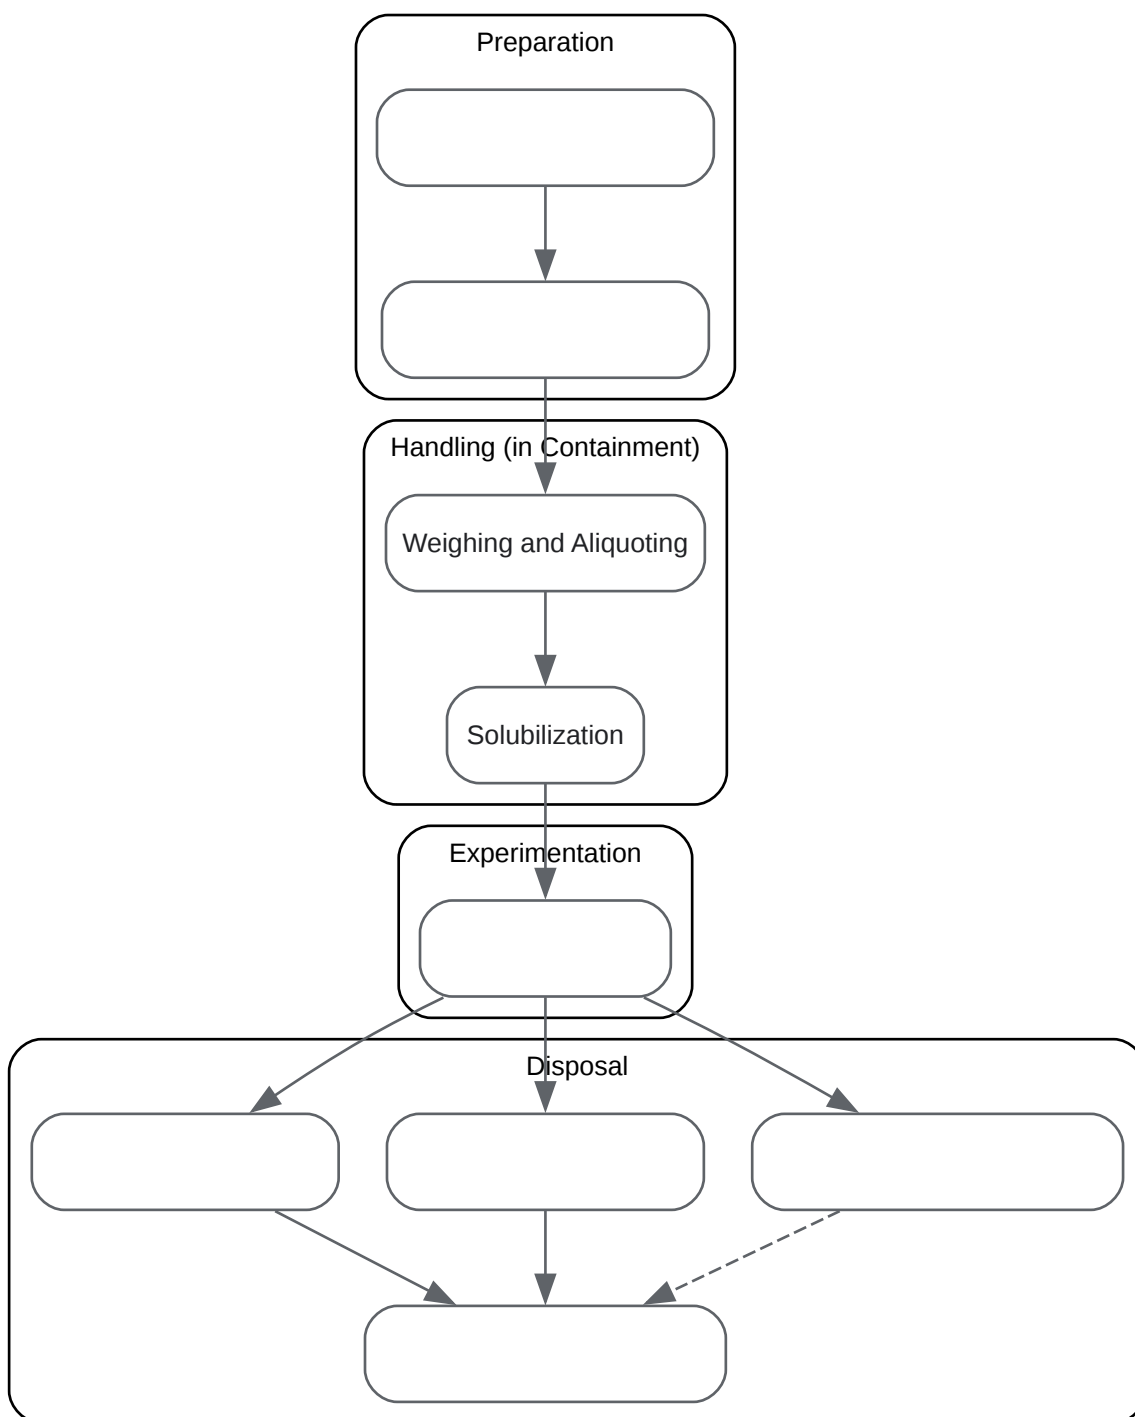 Preparation
Handling (in Containment)
Weighing and Aliquoting
Solubilization
Experimentation
Disposal